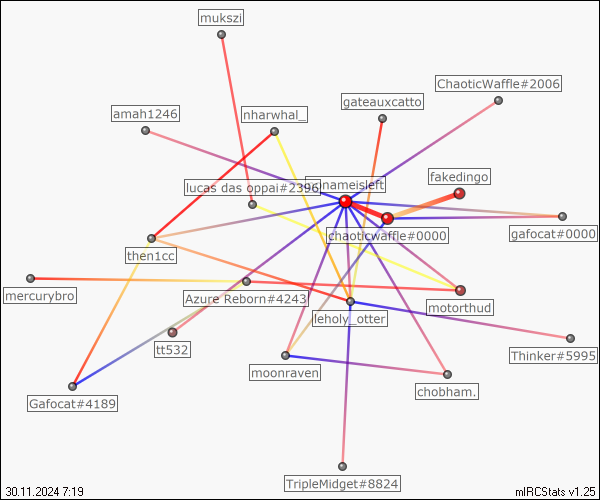 mukszi
ChaoticWaffle#2006
gateauxcatto
amah1246
nharwhal_
fakedingo
nameisleft
lucas das oppai#2396
gafocat#0000
chaoticwaffle#0000
then1cc
mercurybro
Azure Reborn#4243
motorthud
leholy_otter
tt532
Thinker#5995
moonraven
chobham.
Gafocat#4189
TripleMidget#8824
30.11.2024 7:19
mIRCStats v1.25